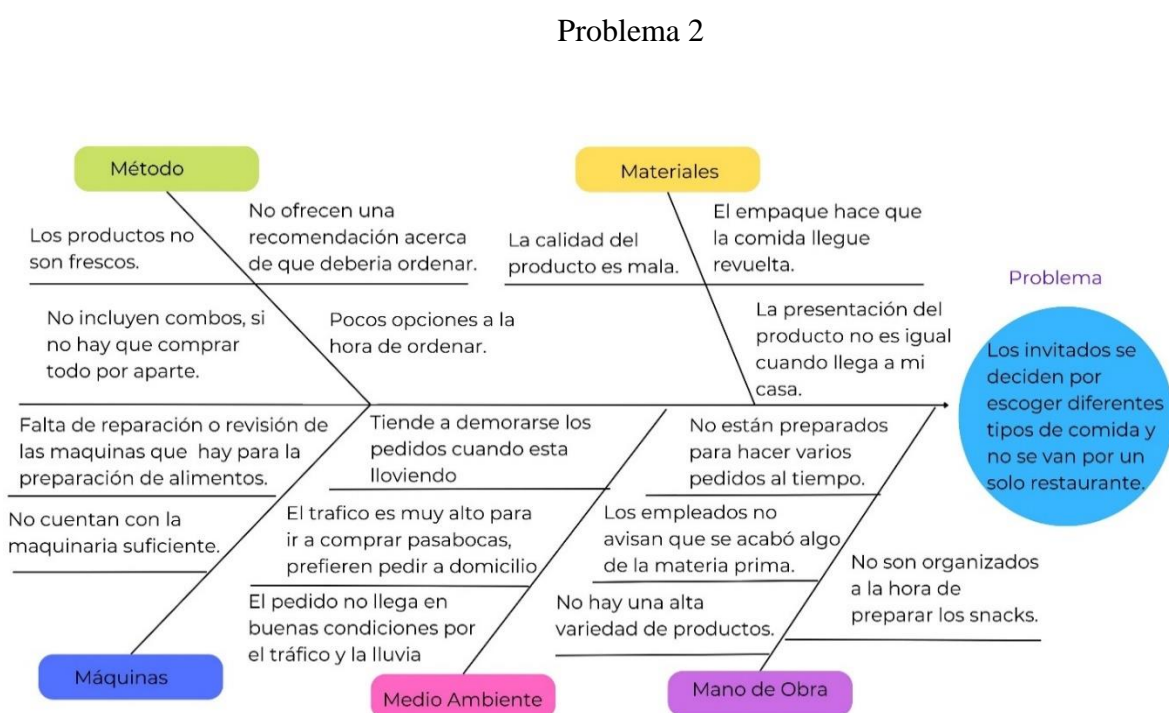 Problema 2
Método
Los productos no
son frescos.
No ofrecen una
recomendación acerca
de que deberia ordenar.
No incluyen combos, si
no hay que comprar
todo por aparte.
Pocos opciones a la
hora de ordenar.
Materiales
La calidad del
producto es mala.
El empaque hace que
la comida llegue
revuelta.
La presentación del
producto no es igual
cuando llega a mi
casa.
Problema
Los invitados se
deciden por
escoger diferentes
tipos de comida y
no se van por un
solo restaurante.
Falta de reparación o revisión de
las maquinas que hay para la
preparación de alimentos.
No cuentan con la
maquinaria suficiente.
Máquinas
Tiende a demorarse los
pedidos cuando esta
lloviendo
El trafico es muy alto para
ir a comprar pasabocas,
prefieren pedir a domicilio
El pedido no llega en
buenas condiciones por
el tráfico y la lluvia
Medio Ambiente
No están preparados
para hacer varios
pedidos al tiempo.
Los empleados no
avisan que se acabó algo
de la materia prima.
No hay una alta
variedad de productos.
No son organizados
a la hora de
preparar los snacks.
Mano de Obra